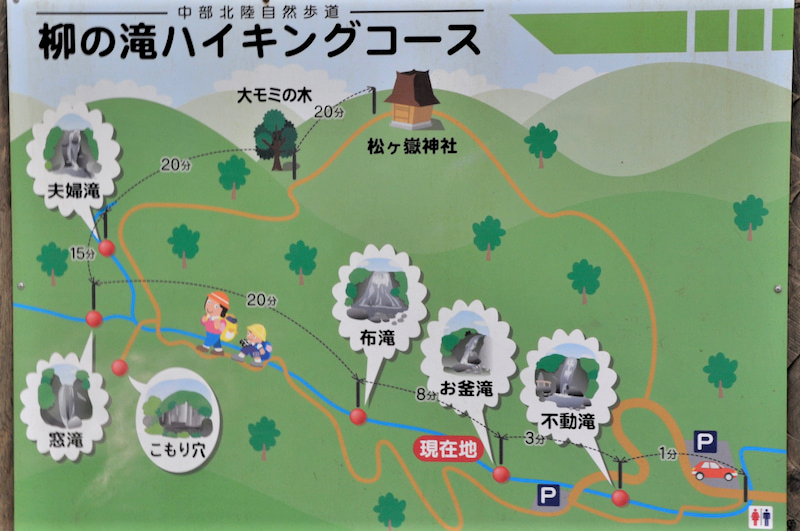 中部北陸自然歩道
柳の滝ハイキングコース
大モミの木
20分
松ヶ嶽神社
20分
夫婦滝
15分
20分
布滝
8分
お釜滝
不動滝
窓滝
こもり穴
現在地
3分
1分
P
P